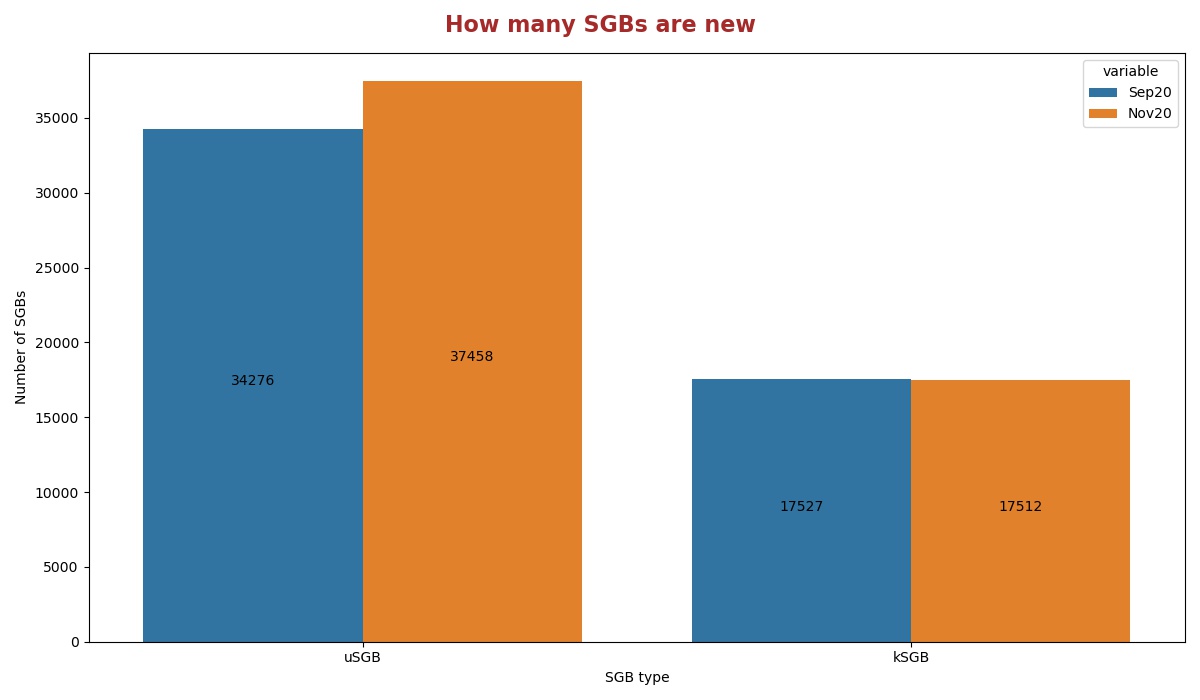 How many SGBs are new
variable
Sep20
Nov20
35000
30000
25000
20000
15000
10000
5000
0
Number of SGBs
34276
37458
17527
17512
uSGB
kSGB
SGB type